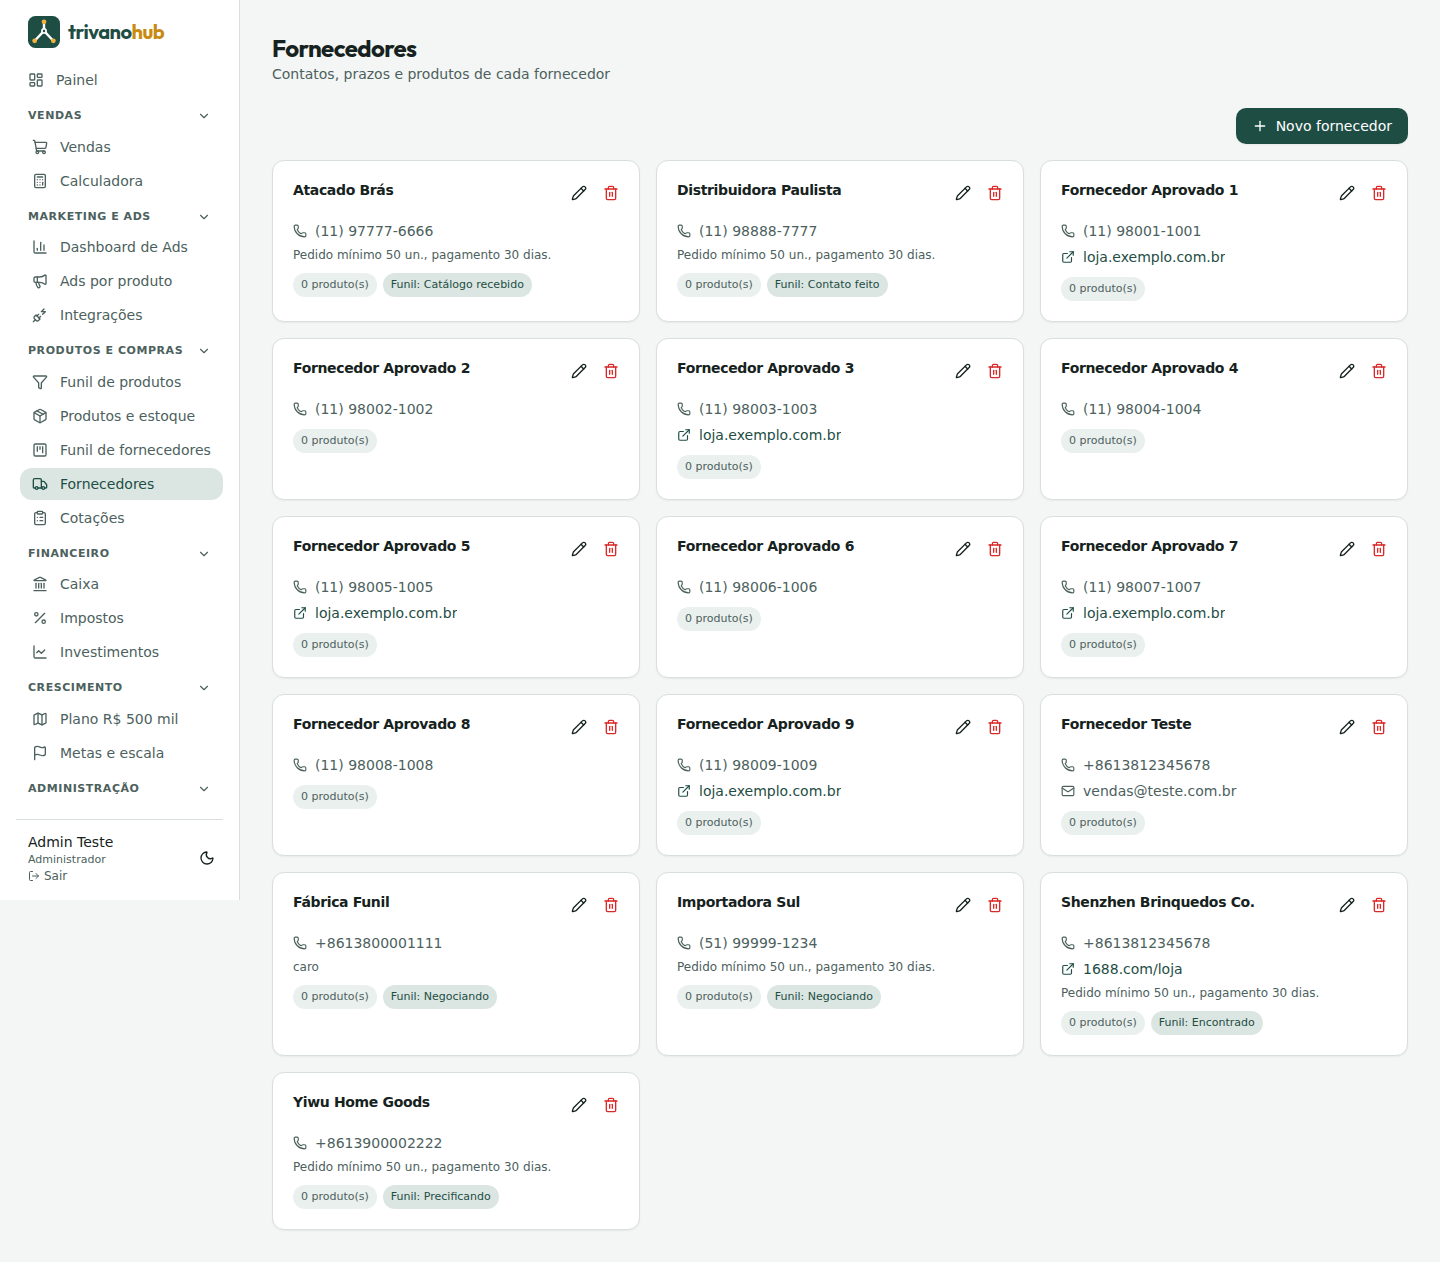 trivanohub
Painel
VENDAS
Vendas
Calculadora
MARKETING E ADS
Dashboard de Ads
Ads por produto
Integrações
PRODUTOS E COMPRAS
Funil de produtos
Produtos e estoque
Funil de fornecedores
Fornecedores
Cotações
FINANCEIRO
Caixa
Impostos
Investimentos
CRESCIMENTO
Plano R$ 500 mil
Metas e escala
ADMINISTRAÇÃO
Admin Teste
Administrador
Sair
Fornecedores
Contatos, prazos e produtos de cada fornecedor
Novo fornecedor
Atacado Brás
(11) 97777-6666
Pedido mínimo 50 un., pagamento 30 dias.
0 produto(s) Funil: Catálogo recebido
Distribuidora Paulista
(11) 98888-7777
Pedido mínimo 50 un., pagamento 30 dias.
0 produto(s) Funil: Contato feito
Fornecedor Aprovado 1
(11) 98001-1001
loja.exemplo.com.br
0 produto(s)
Fornecedor Aprovado 2
(11) 98002-1002
0 produto(s)
Fornecedor Aprovado 3
(11) 98003-1003
loja.exemplo.com.br
0 produto(s)
Fornecedor Aprovado 4
(11) 98004-1004
0 produto(s)
Fornecedor Aprovado 5
(11) 98005-1005
loja.exemplo.com.br
0 produto(s)
Fornecedor Aprovado 6
(11) 98006-1006
0 produto(s)
Fornecedor Aprovado 7
(11) 98007-1007
loja.exemplo.com.br
0 produto(s)
Fornecedor Aprovado 8
(11) 98008-1008
0 produto(s)
Fornecedor Aprovado 9
(11) 98009-1009
loja.exemplo.com.br
0 produto(s)
Fornecedor Teste
+8613812345678
vendas@teste.com.br
0 produto(s)
Fábrica Funil
+8613800001111
caro
0 produto(s) Funil: Negociando
Importadora Sul
(51) 99999-1234
Pedido mínimo 50 un., pagamento 30 dias.
0 produto(s) Funil: Negociando
Shenzhen Brinquedos Co.
+8613812345678
1688.com/loja
Pedido mínimo 50 un., pagamento 30 dias.
0 produto(s) Funil: Encontrado
Yiwu Home Goods
+8613900002222
Pedido mínimo 50 un., pagamento 30 dias.
0 produto(s) Funil: Precificando